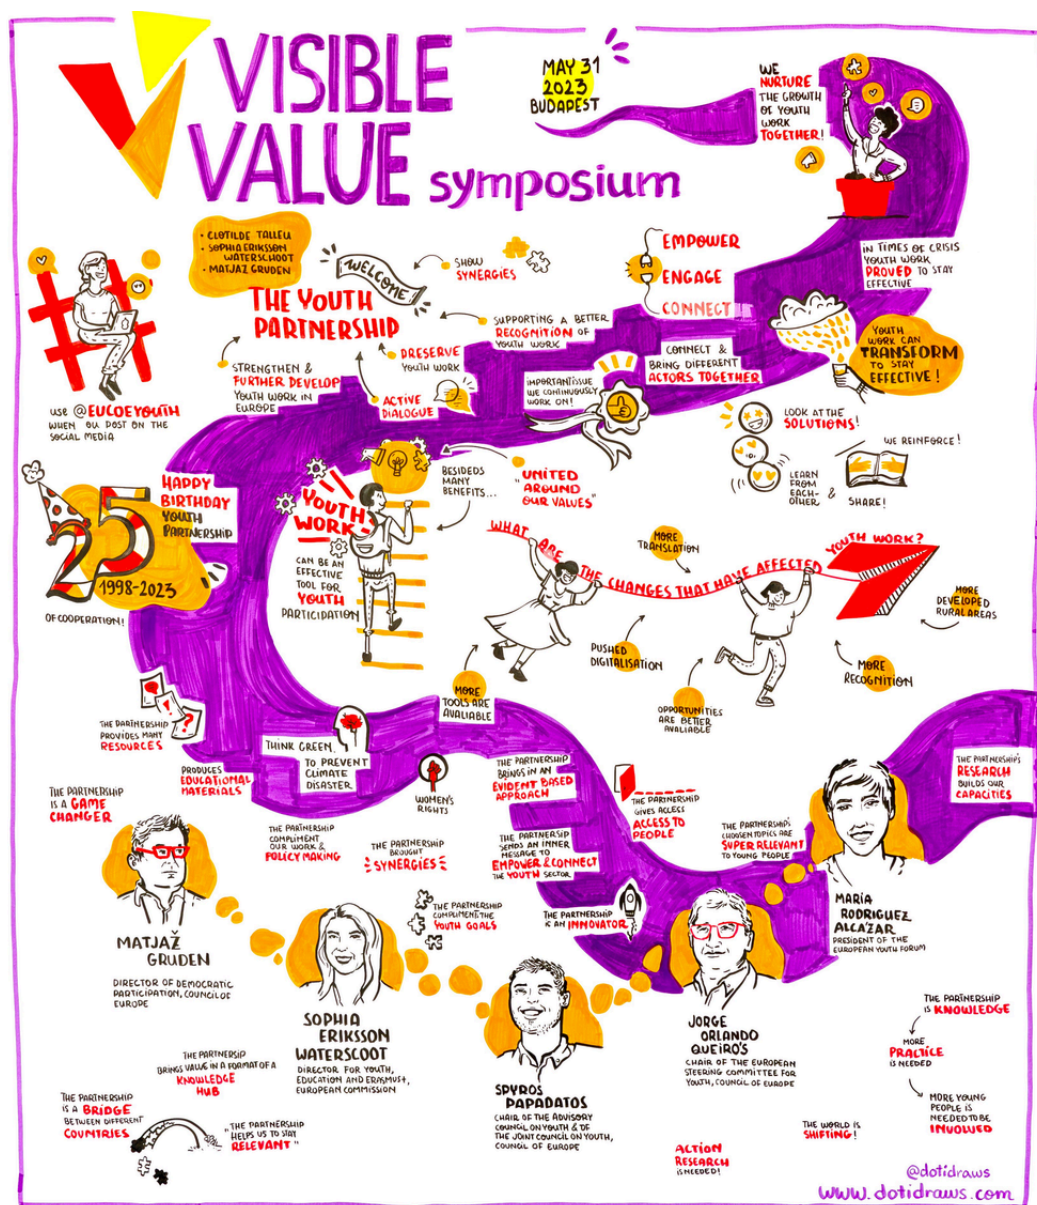 VISIBLE
VALUE symposium
MAY 31
2023
BUDAPEST
WE
NURTURE
THE GROWTH
OF YOUTH
WORK
TOGETHER!
• CLOTILDE TALLEU
• SOPHIA ERIKSSON
WATERSCHOOT
• MATJAZ GRUDEN
WELCOME
THE YOUTH
PARTNERSHIP
SHOW
SYNERGIES
EMPOWER
ENGAGE
CONNECT
IN TIMES OF CRISIS
YOUTH WORK
PROVED TO STAY
EFFECTIVE
SUPPORTING A BETTER
RECOGNITION OF
YOUTH WORK
PRESERVE
YOUTH WORK
STRENGTHEN &
FURTHER DEVELOP
YOUTH WORK IN
EUROPE
ACTIVE
DIALOGUE
IMPORTANT ISSUE
WE CONTINUOUSLY
WORK ON!
CONNECT &
BRING DIFFERENT
ACTORS TOGETHER
YOUTH
WORK CAN
TRANSFORM
TO STAY
EFFECTIVE!
USE @EUCOEYOUTH
WHEN OU POST ON THE
SOCIAL MEDIA
LOOK AT THE
SOLUTIONS!
WE REINFORCE!
LEARN
FROM
EACH-
OTHER &
SHARE!
25
HAPPY
BIRTHDAY
YOUTH
PARTNERSHIP
1998-2023
OF COOPERATION!
YOUTH
WORK
CAN BE AN
EFFECTIVE
TOOL FOR
YOUTH
PARTICIPATION
BESIDEDS
MANY
BENEFITS...
"UNITED
AROUND
OUR VALUES"
WHAT ARE THE CHANGES THAT HAVE AFFECTED YOUTH WORK?
MORE
TRANSLATION
MORE
DEVELOPED
RURAL AREAS
PUSHED
DIGITALISATION
MORE
RECOGNITION
MORE
TOOLS ARE
AVALIABLE
OPPORTUNITIES
ARE BETTER
AVALIABLE
THE PARTNERSHIP
PROVIDES MANY
RESOURCES
PRODUCES
EDUCATIONAL
MATERIALS
THINK GREEN,
TO PREVENT
CLIMATE
DISASTER
WOMEN'S
RIGHTS
THE PARTNERSHIP
BRINGS IN AN
EVIDENT BASED
APPROACH
THE PARTNERSHIP
GIVES ACCESS
ACCESS TO
PEOPLE
THE PARTNERSHIP'S
RESEARCH
BUILDS OUR
CAPACITIES
THE PARTNERSHIP
IS A GAME
CHANGER
THE PARTNERSHIP
COMPLIMENT
OUR WORK &
POLICY MAKING
THE PARTNERSHIP
BROUGHT
SYNERGIES
THE PARTNERSIP
SENDS AN INNER
MESSAGE TO
EMPOWER & CONNECT
THE YOUTH SECTOR
THE PARTNERSHIP'S
CHOSEN TOPICS ARE
SUPER RELEVANT
TO YOUNG PEOPLE
THE PARTNERSHIP
COMPLIMENT THE
YOUTH GOALS
THE PARTNERSHIP
IS AN INNOVATOR
MATJAŽ
GRUDEN
DIRECTOR OF DEMOCRATIC
PARTICIPATION, COUNCIL OF
EUROPE
SOPHIA
ERIKSSON
WATERSCOOT
DIRECTOR FOR YOUTH,
EDUCATION AND ERASMUS+,
EUROPEAN COMMISSION
SPYROS
PAPADATOS
CHAIR OF THE ADVISORY
COUNCIL ON YOUTH & OF
THE JOINT COUNCIL ON YOUTH,
COUNCIL OF EUROPE
JORGE
ORLANDO
QUEIRO'S
CHAIR OF THE EUROPEAN
STEERING COMMITTEE FOR
YOUTH, COUNCIL OF EUROPE
MARÍA
RODRIGUEZ
ALCA'ZAR
PRESIDENT OF THE
EUROPEAN YOUTH FORUM
THE PARTNERSHIP
BRINGS VALUE IN A FORMAT OF A
KNOWLEDGE
HUB
THE PARTNERSHIP
IS A BRIDGE
BETWEEN DIFFERENT
COUNTRIES
"THE PARTNERSHIP
HELPS US TO STAY
RELEVANT"
THE PARTNERSHIP
IS KNOWLEDGE
MORE
PRACTICE
IS NEEDED
MORE YOUNG
PEOPLE IS
NEEDED TO BE
INVOLVED
THE WORLD IS
SHIFTING!
ACTION
RESEARCH
IS NEEDED!
@dotidraws
www.dotidraws.com